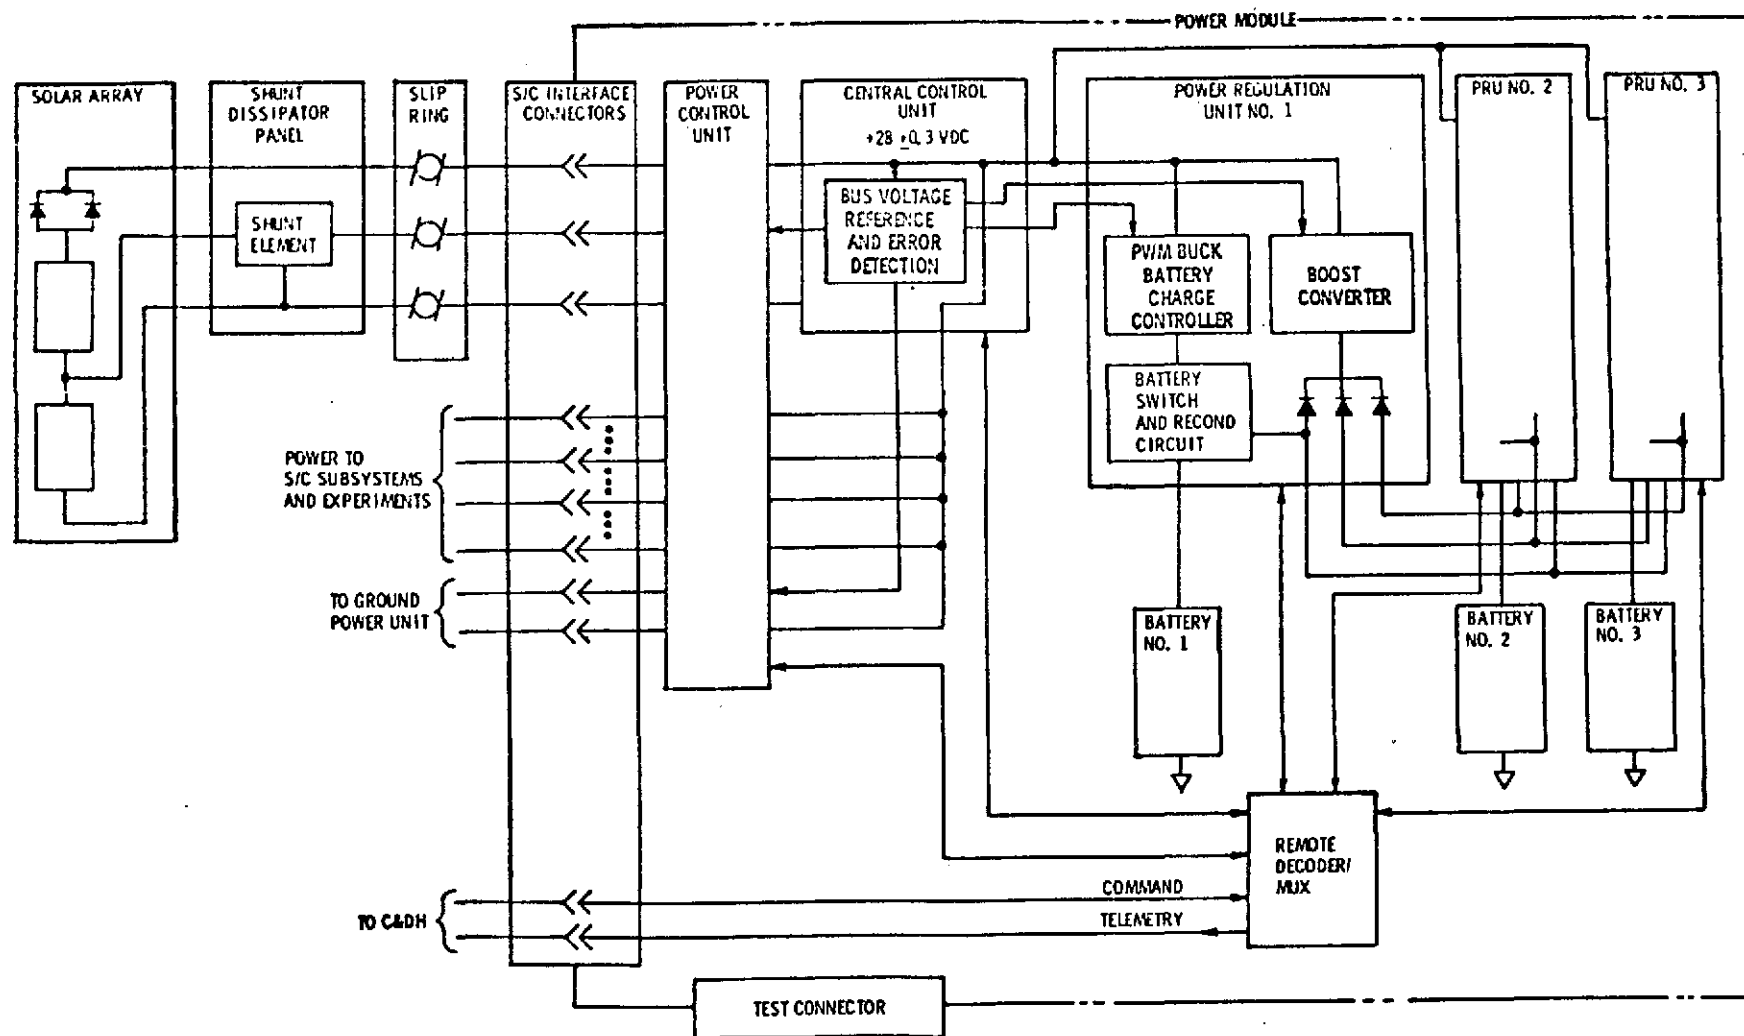 POWER MODULE
SOLAR ARRAY
SHUNT
DISSIPATOR
PANEL
SLIP
RING
S/C INTERFACE
CONNECTORS
POWER
CONTROL
UNIT
CENTRAL CONTROL
UNIT
+28 ±0.3 VDC
POWER REGULATION
UNIT NO. 1
PRU NO. 2
PRU NO. 3
SHUNT
ELEMENT
BUS VOLTAGE
REFERENCE
AND ERROR
DETECTION
PWM BUCK
BATTERY
CHARGE
CONTROLLER
BOOST
CONVERTER
BATTERY
SWITCH
AND RECOND
CIRCUIT
POWER TO
S/C SUBSYSTEMS
AND EXPERIMENTS
TO GROUND
POWER UNIT
BATTERY
NO. 1
BATTERY
NO. 2
BATTERY
NO. 3
REMOTE
DECODER/
MUX
COMMAND
TELEMETRY
TO C&DH
TEST CONNECTOR